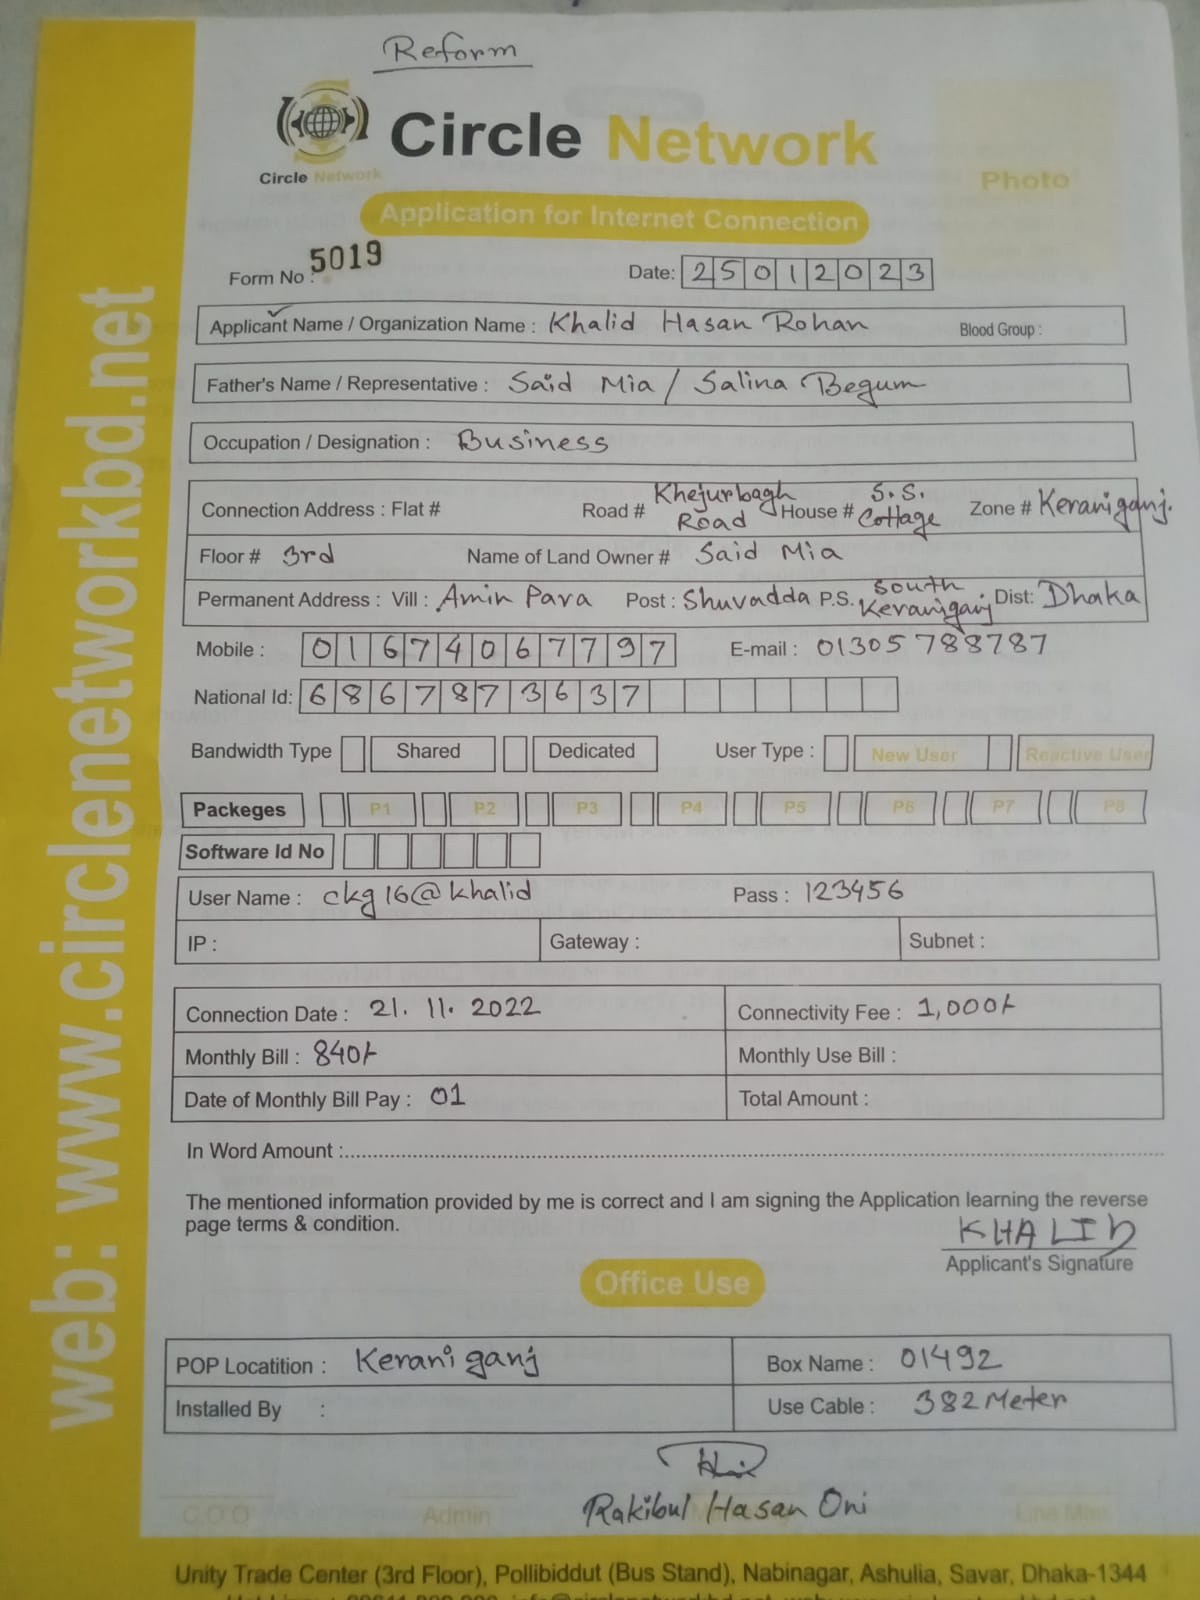 Reform
Circle Network
Circle Network
Photo
Application for Internet Connection
Form No : 5019 Date: 25012023
Applicant Name / Organization Name : Khalid Hasan Rohan Blood Group :
Father's Name / Representative : Said Mia / Salina Begum
Occupation / Designation : Business
Connection Address : Flat # Road # Khejurbagh Road House # S.S. Cottage Zone # Keraniganj.
Floor # 3rd Name of Land Owner # Said Mia
Permanent Address : Vill : Amin Para Post : Shuvadda P.S. South Keraniganj Dist: Dhaka
Mobile : 01674067797 E-mail : 01305788787
National Id: 6867873637
Bandwidth Type Shared Dedicated User Type : New User Reactive User
Packeges P1 P2 P3 P4 P5 P6 P7 P8
Software Id No
User Name : ckg16@khalid Pass : 123456
IP : Gateway : Subnet :
Connection Date : 21. 11. 2022 Connectivity Fee : 1,000/-
Monthly Bill : 840/- Monthly Use Bill :
Date of Monthly Bill Pay : 01 Total Amount :
In Word Amount :
The mentioned information provided by me is correct and I am signing the Application learning the reverse
page terms & condition.
KHALID
Applicant's Signature
Office Use
POP Locatition : Keraniganj Box Name : 01492
Installed By : Use Cable : 382 Meter
Rakibul Hasan Oni
C.O.O Admin Line Man
Unity Trade Center (3rd Floor), Pollibiddut (Bus Stand), Nabinagar, Ashulia, Savar, Dhaka-1344
web: www.circlenetworkbd.net